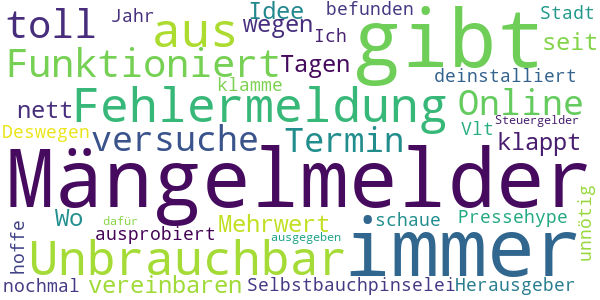 toll Jahr aus Idee wegen befunden Ich gibt Stadt seit
Funktioniert Tagen klamme deinstalliert
nett Fehlermeldung Online
Deswegen versuche Termin Vlt Steuergelder klappt
Mängelmelder
Wo dafür Mehrwert schaue Pressehype unnötig
hoffe ausprobiert ausgegeben immer
Unbrauchbar
nochmal vereinbaren Selbstbauchpinselei Herausgeber